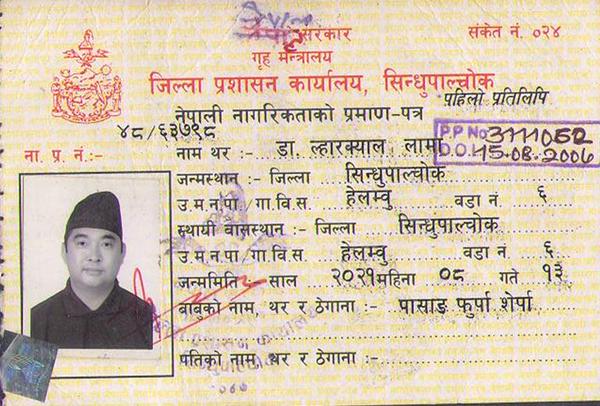 सरकार
संकेत नं. ०२४
गृह मन्त्रालय
जिल्ला प्रशासन कार्यालय, सिन्धुपाल्चोक
पहिलो प्रतिलिपि
नेपाली नागरिकताको प्रमाण-पत्र
४८/६३७९८
P.P No 3111052
D.O.I. 15.08.2006
ना. प्र. नं.:-
नाम थर :- डा. ल्हारक्याल लामा
जन्मस्थान :- जिल्ला सिन्धुपाल्चोक
उ.म.न.पा./गा.वि.स. हेलम्बु वडा नं ६
स्थायी बासस्थान :- जिल्ला सिन्धुपाल्चोक
उ.म.न.पा./गा.वि.स. हेलम्बु वडा नं ६
जन्ममिति :- साल २०२१ महिना ०८ गते १३
बाबुको नाम, थर र ठेगाना :- पासाङ फुर्पा शेर्पा
पतिको नाम, थर र ठेगाना :-